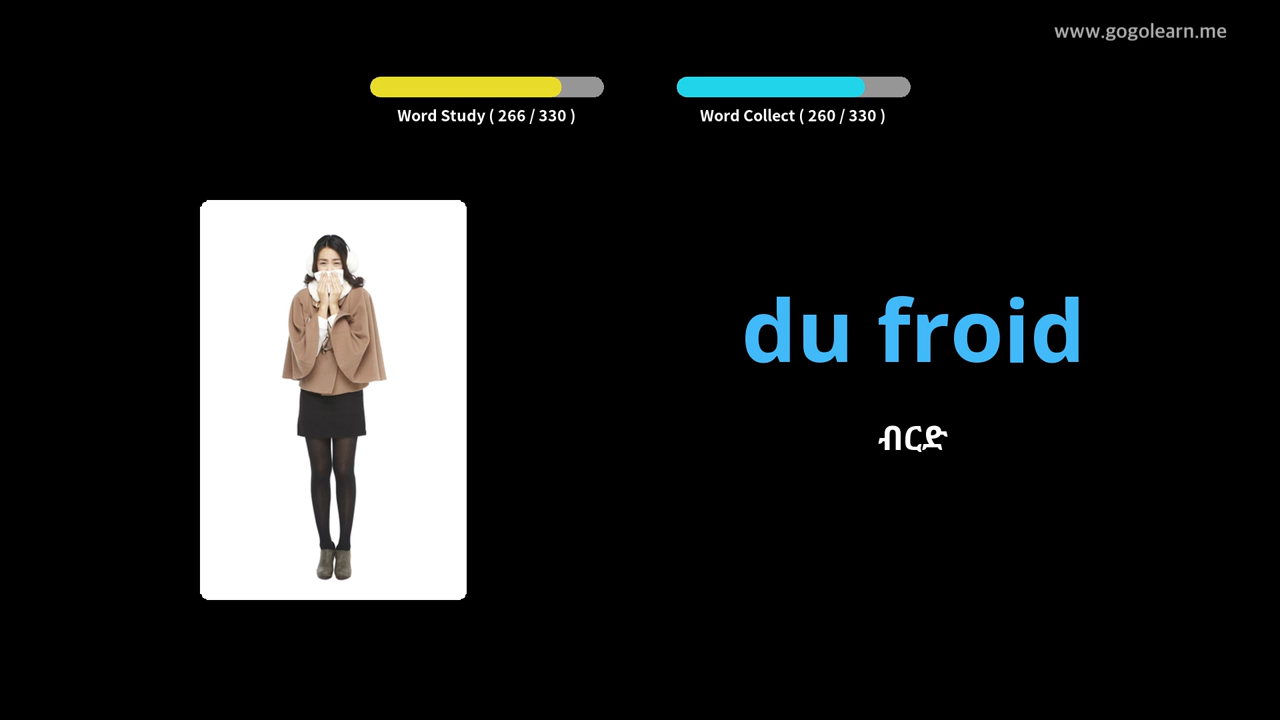 www.gogolearn.me
Word Study ( 266 / 330 )
Word Collect ( 260 / 330 )
du froid
ብርድ